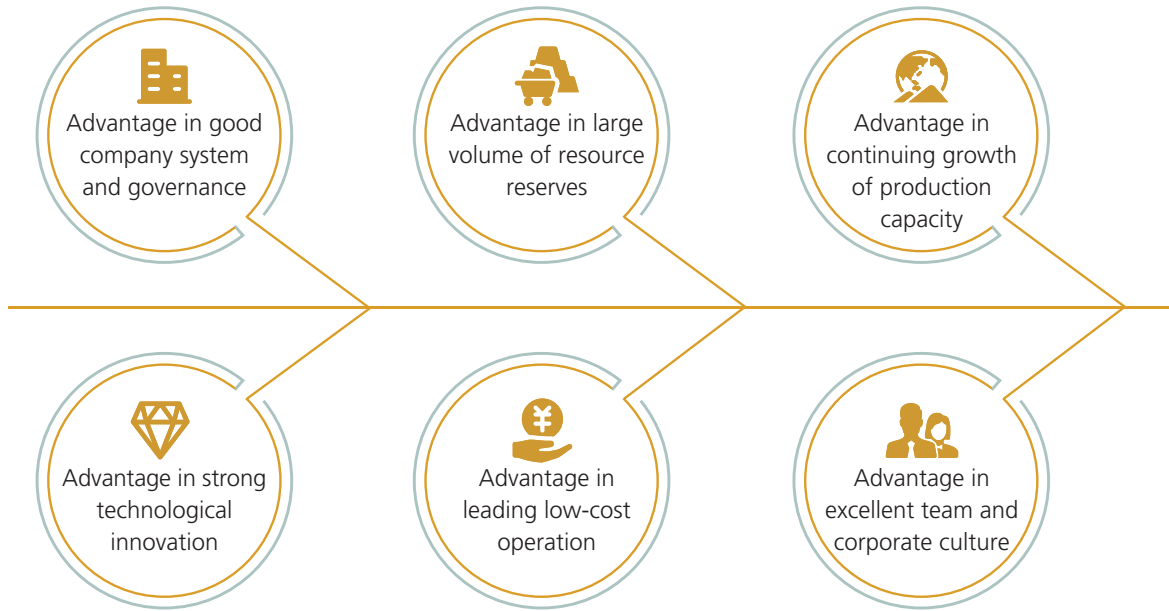 Advantage in good
company system
and governance
Advantage in large
volume of resource
reserves
Advantage in
continuing growth
of production
capacity
Advantage in strong
technological
innovation
Advantage in
leading low-cost
operation
Advantage in
excellent team and
corporate culture